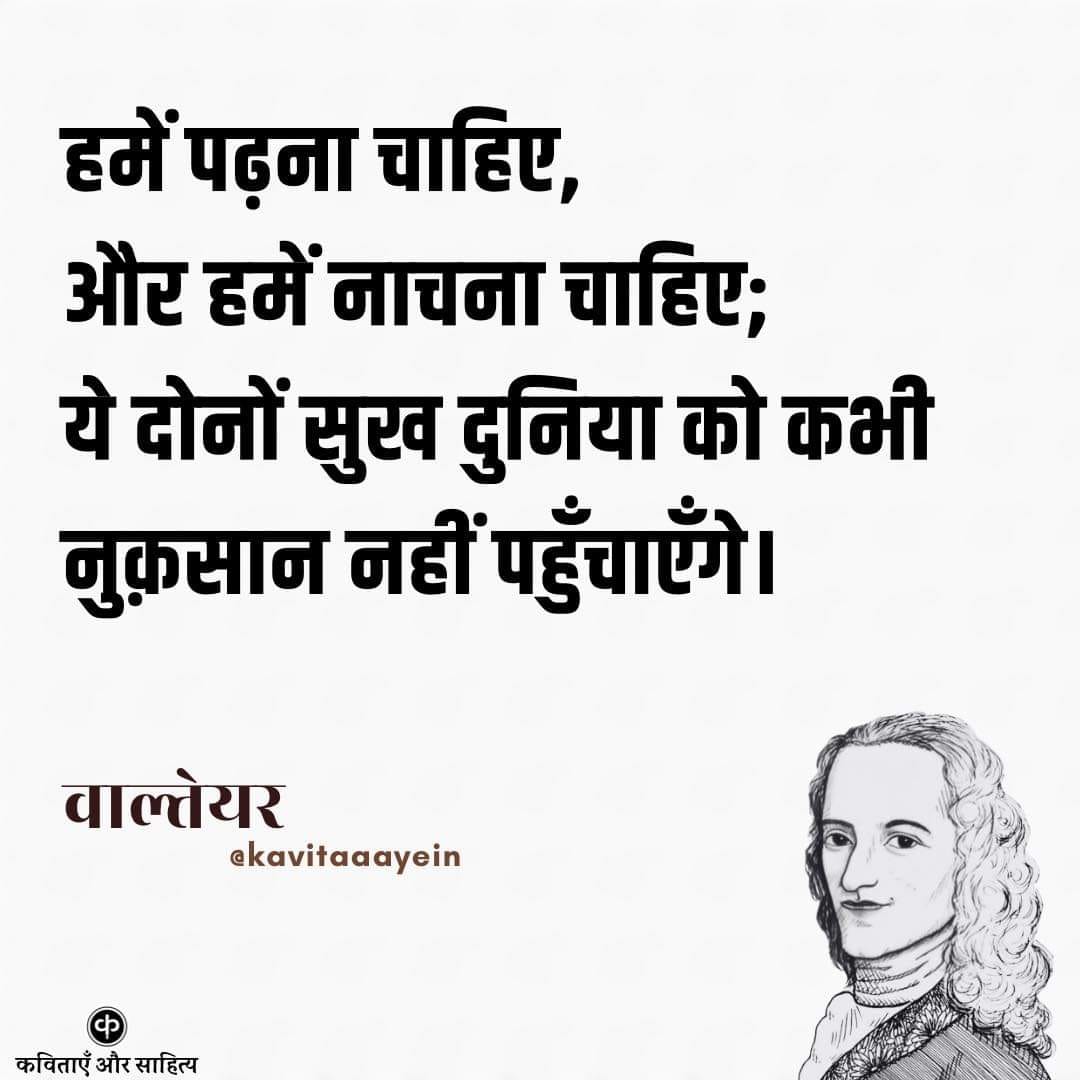 हमें पढ़ना चाहिए,
और हमें नाचना चाहिए;
ये दोनों सुख दुनिया को कभी
नुक़सान नहीं पहुँचाएँगे।
वाल्तेयर
@kavitaaayein
क
कविताएँ और साहित्य